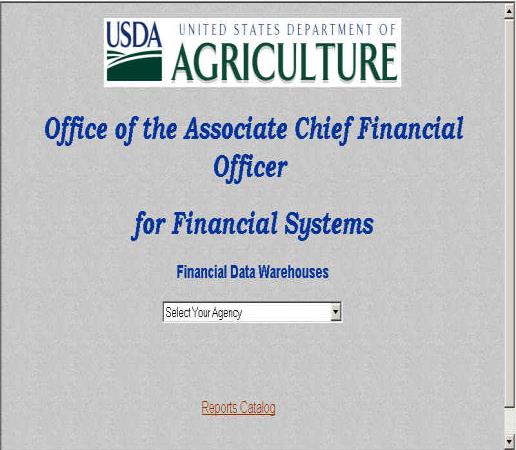 USDA UNITED STATES DEPARTMENT OF
AGRICULTURE
Office of the Associate Chief Financial
Officer
for Financial Systems
Financial Data Warehouses
Select Your Agency
Reports Catalog